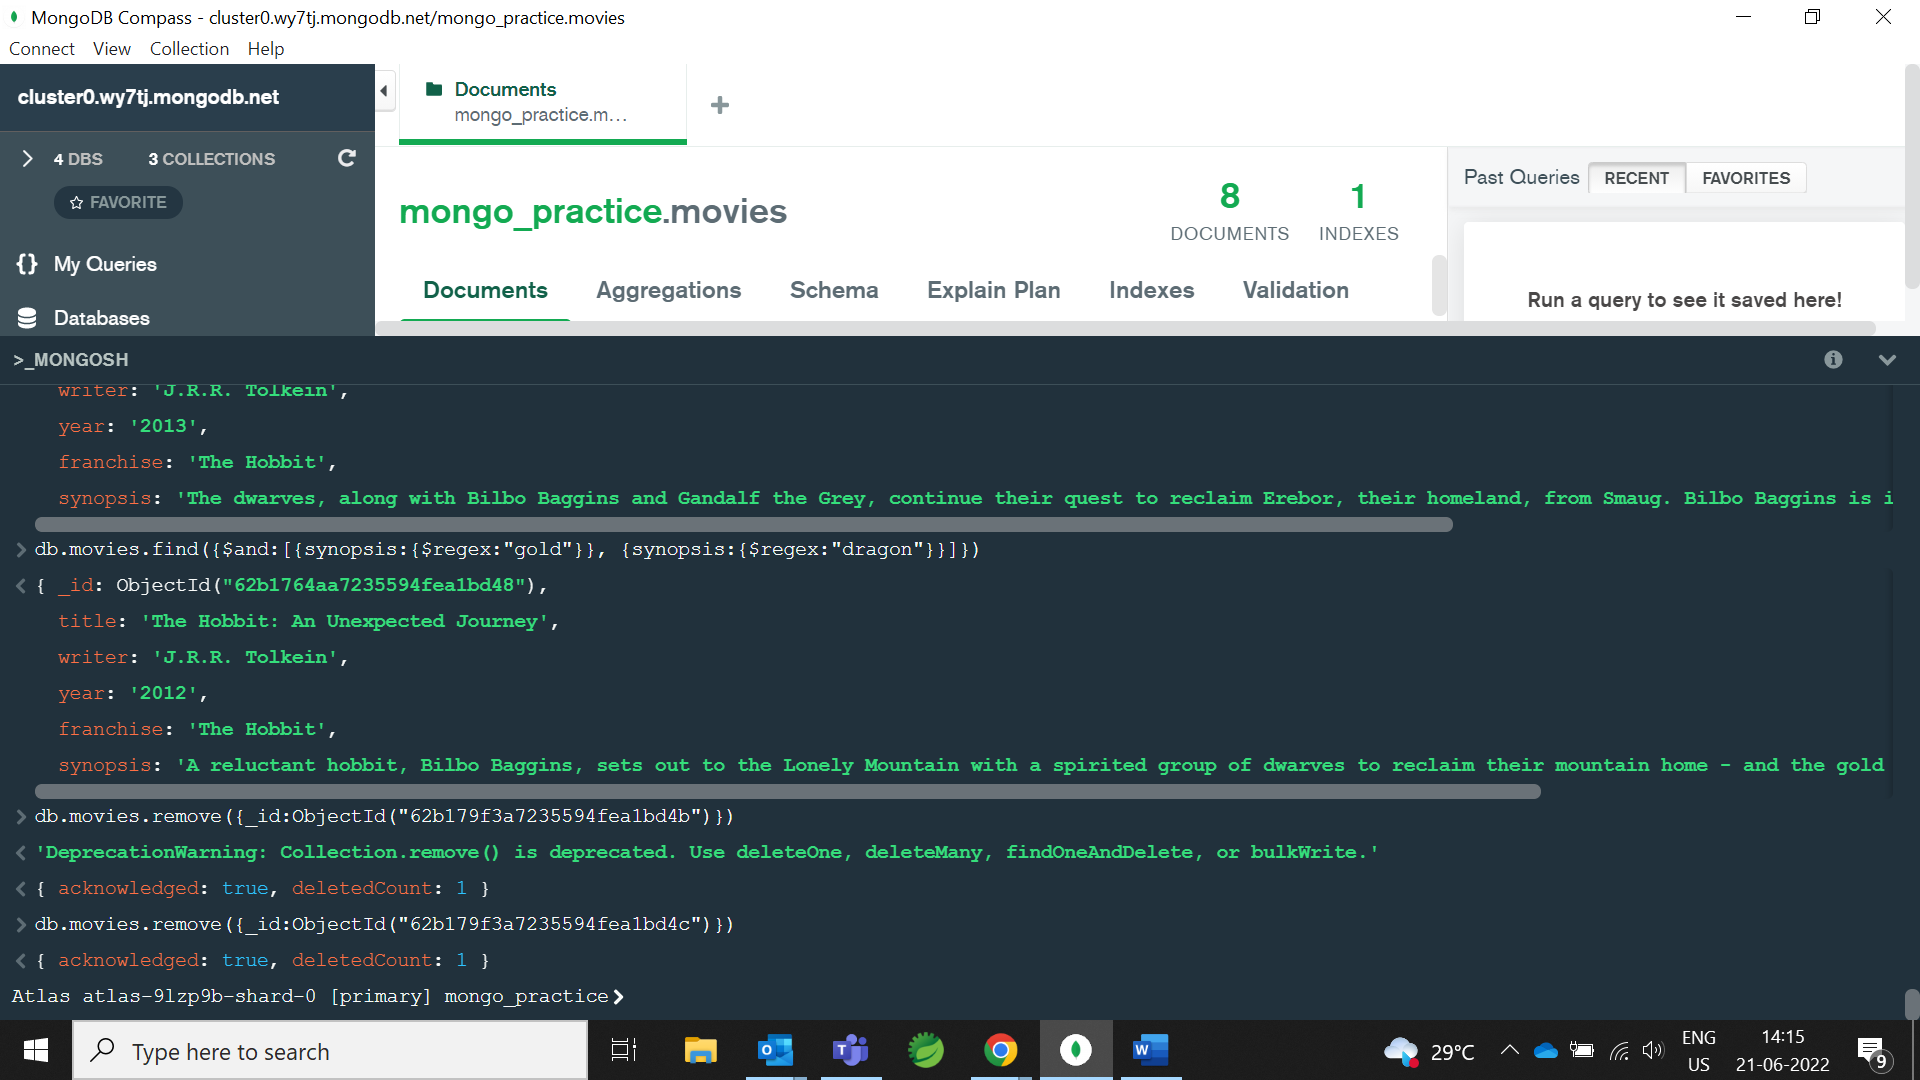 MongoDB Compass - cluster0.wy7tj.mongodb.net/mongo_practice.movies
Connect View Collection Help
cluster0.wy7tj.mongodb.net
Documents
mongo_practice.m...
4 DBS 3 COLLECTIONS
FAVORITE
My Queries
Databases
mongo_practice.movies
8
DOCUMENTS
1
INDEXES
Documents Aggregations Schema Explain Plan Indexes Validation
Past Queries RECENT FAVORITES
Run a query to see it saved here!
>_MONGOSH
writer: 'J.R.R. Tolkein',
year: '2013',
franchise: 'The Hobbit',
synopsis: 'The dwarves, along with Bilbo Baggins and Gandalf the Grey, continue their quest to reclaim Erebor, their homeland, from Smaug. Bilbo Baggins is i
> db.movies.find({$and:[{synopsis:{$regex:"gold"}}, {synopsis:{$regex:"dragon"}}]})
< { _id: ObjectId("62b1764aa7235594fea1bd48"),
title: 'The Hobbit: An Unexpected Journey',
writer: 'J.R.R. Tolkein',
year: '2012',
franchise: 'The Hobbit',
synopsis: 'A reluctant hobbit, Bilbo Baggins, sets out to the Lonely Mountain with a spirited group of dwarves to reclaim their mountain home - and the gold
> db.movies.remove({_id:ObjectId("62b179f3a7235594fea1bd4b")})
< 'DeprecationWarning: Collection.remove() is deprecated. Use deleteOne, deleteMany, findOneAndDelete, or bulkWrite.'
< { acknowledged: true, deletedCount: 1 }
> db.movies.remove({_id:ObjectId("62b179f3a7235594fea1bd4c")})
< { acknowledged: true, deletedCount: 1 }
Atlas atlas-9lzp9b-shard-0 [primary] mongo_practice>
Type here to search
29°C
ENG
US
14:15
21-06-2022
9